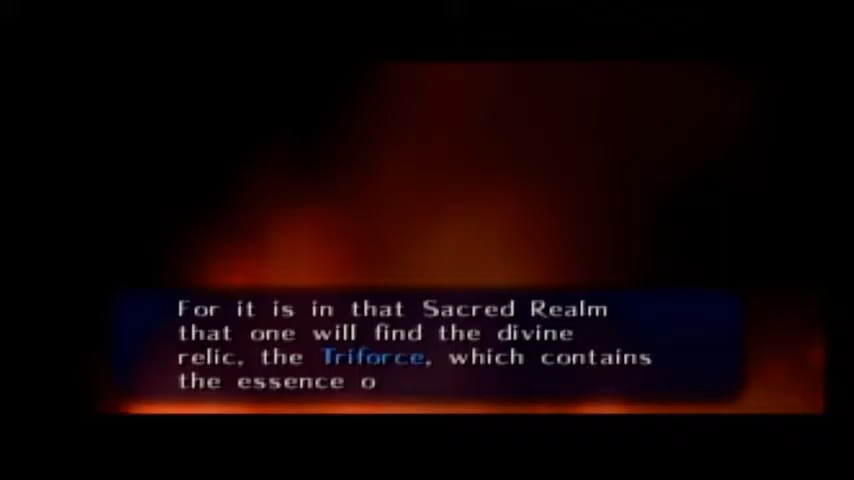 For it is in that Sacred Realm
that one will find the divine
relic, the Triforce, which contains
the essence o